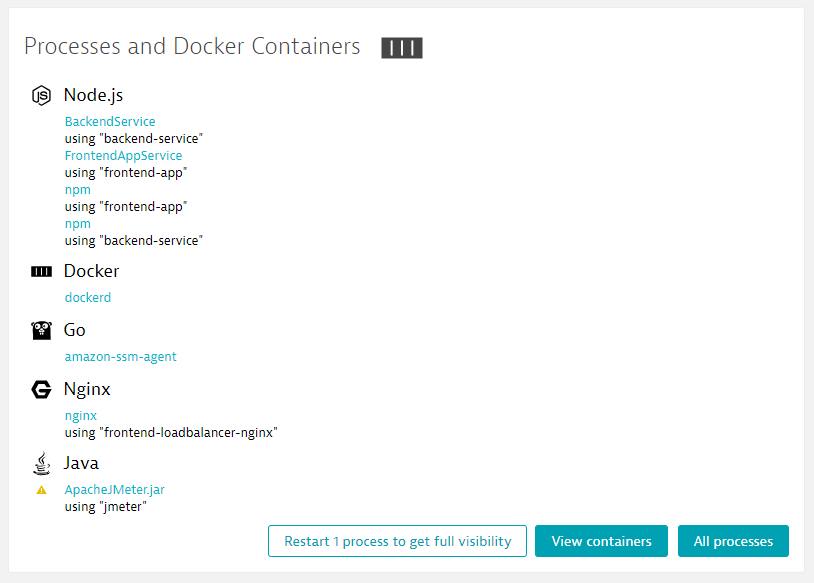 Processes and Docker Containers
Node.js
BackendService
using "backend-service"
FrontendAppService
using "frontend-app"
npm
using "frontend-app"
npm
using "backend-service"
Docker
dockerd
Go
amazon-ssm-agent
Nginx
nginx
using "frontend-loadbalancer-nginx"
Java
ApacheJMeter.jar
using "jmeter"
Restart 1 process to get full visibility
View containers
All processes